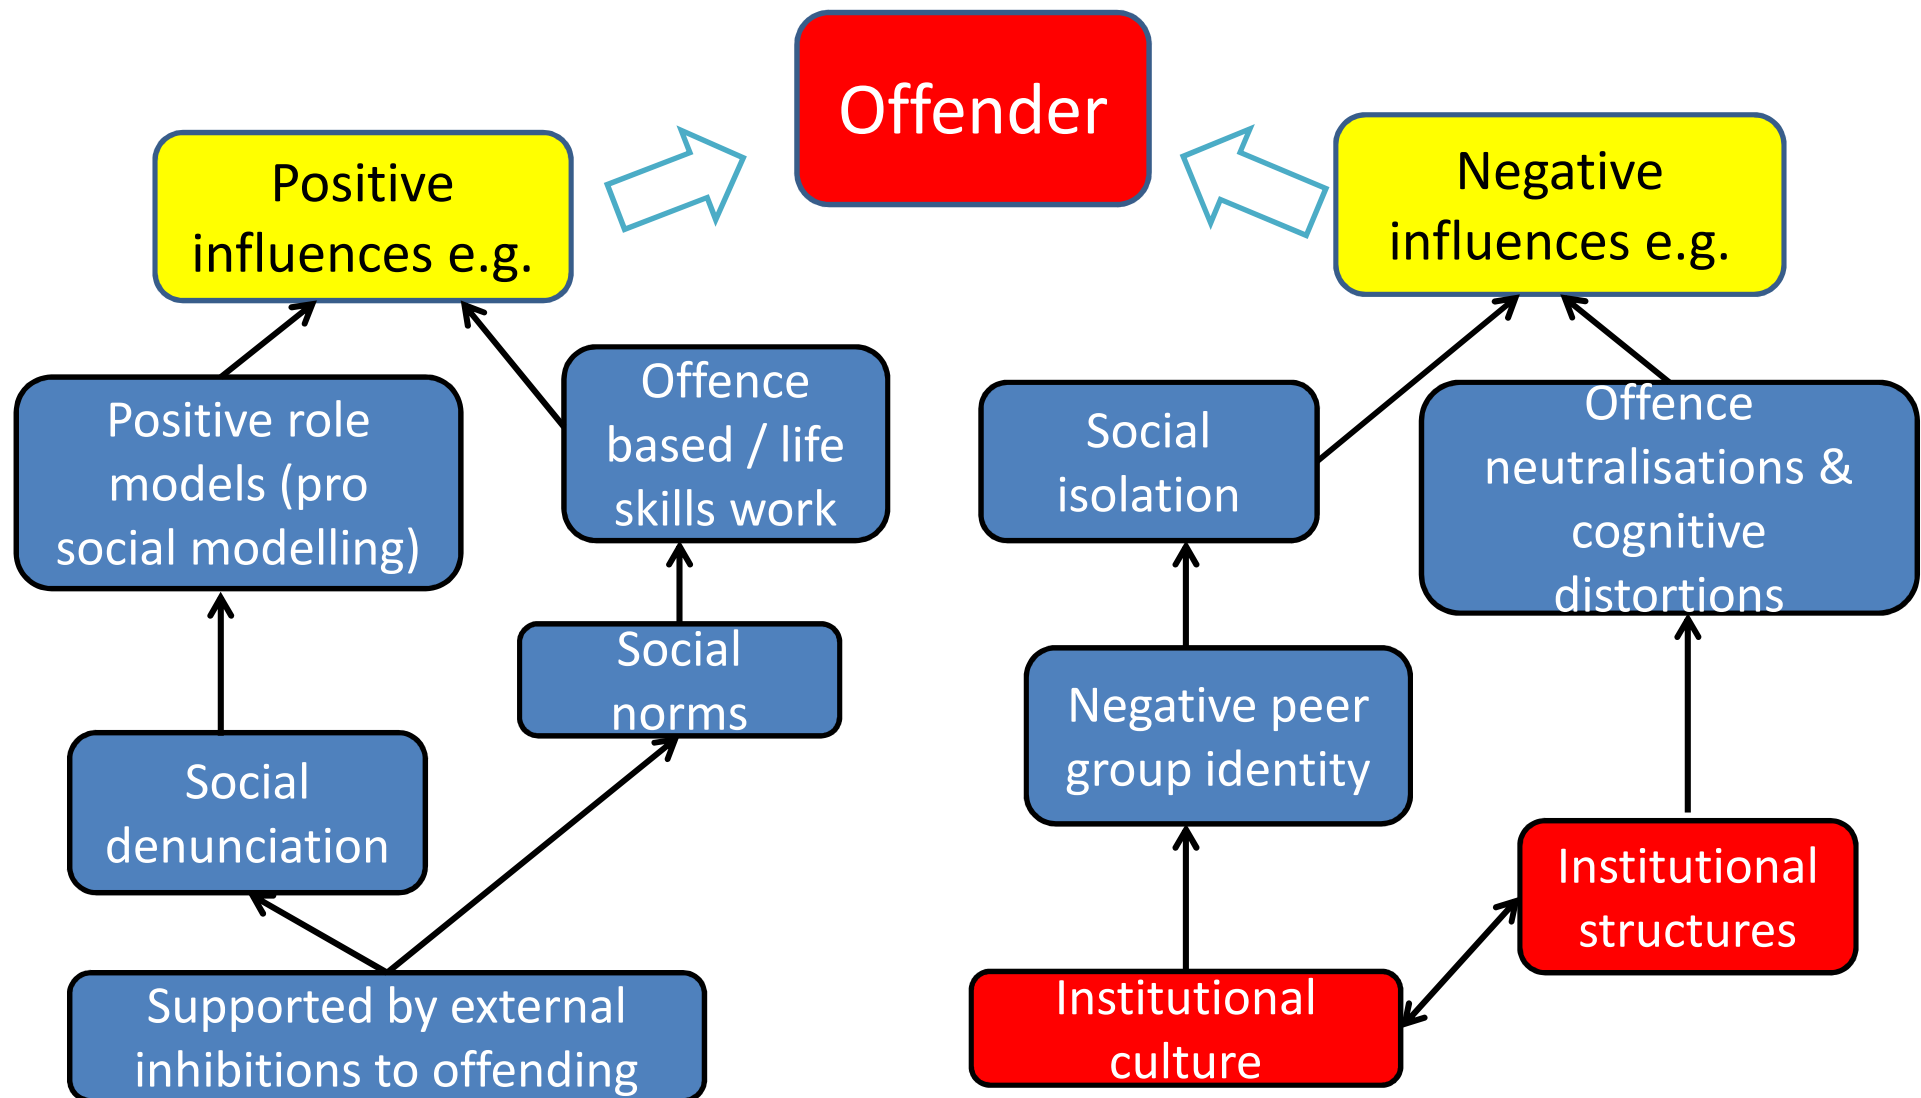 Offender
Positive
influences e.g.
Negative
influences e.g.
Positive role
models (pro
social modelling)
Offence
based / life
skills work
Social
isolation
Offence
neutralisations &
cognitive
distortions
Social
norms
Negative peer
group identity
Social
denunciation
Institutional
structures
Supported by external
inhibitions to offending
Institutional
culture